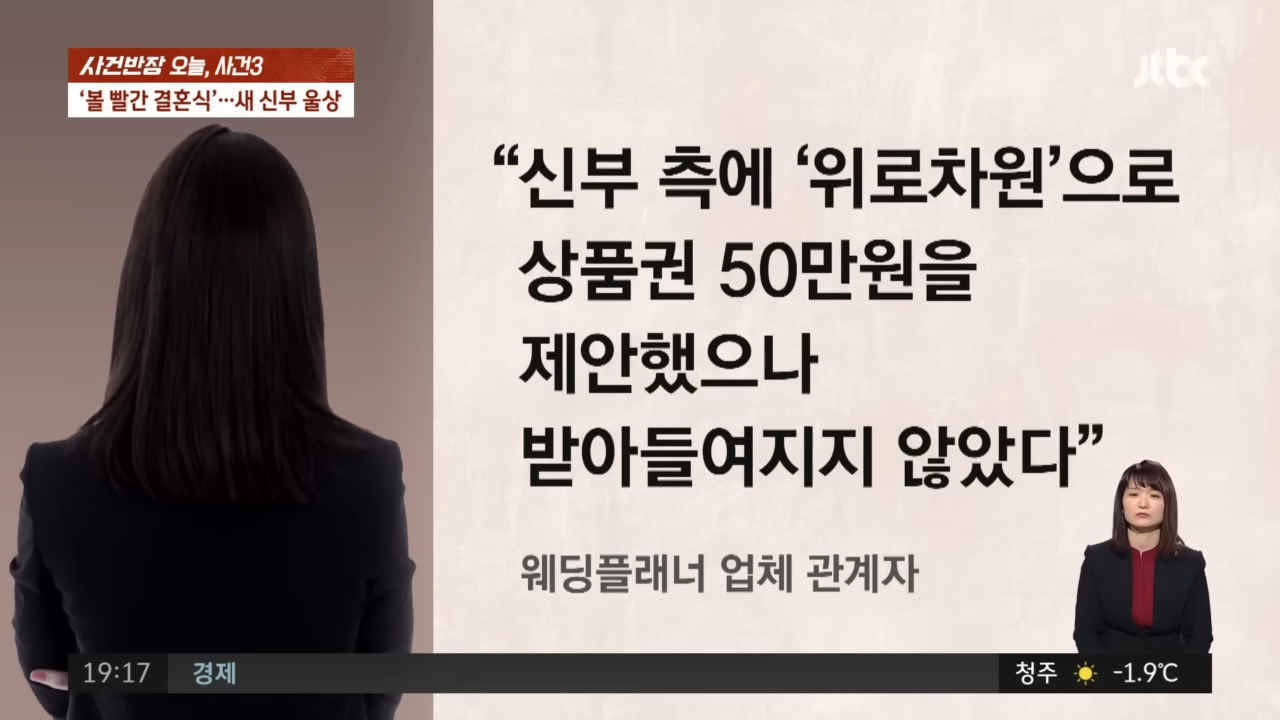 사건반장 오늘, 사건3
‘볼 빨간 결혼식’…새 신부 울상
jtbc
“신부 측에 ‘위로차원’으로
상품권 50만원을
제안했으나
받아들여지지 않았다”
웨딩플래너 업체 관계자
19:17 경제 청주 -1.9℃